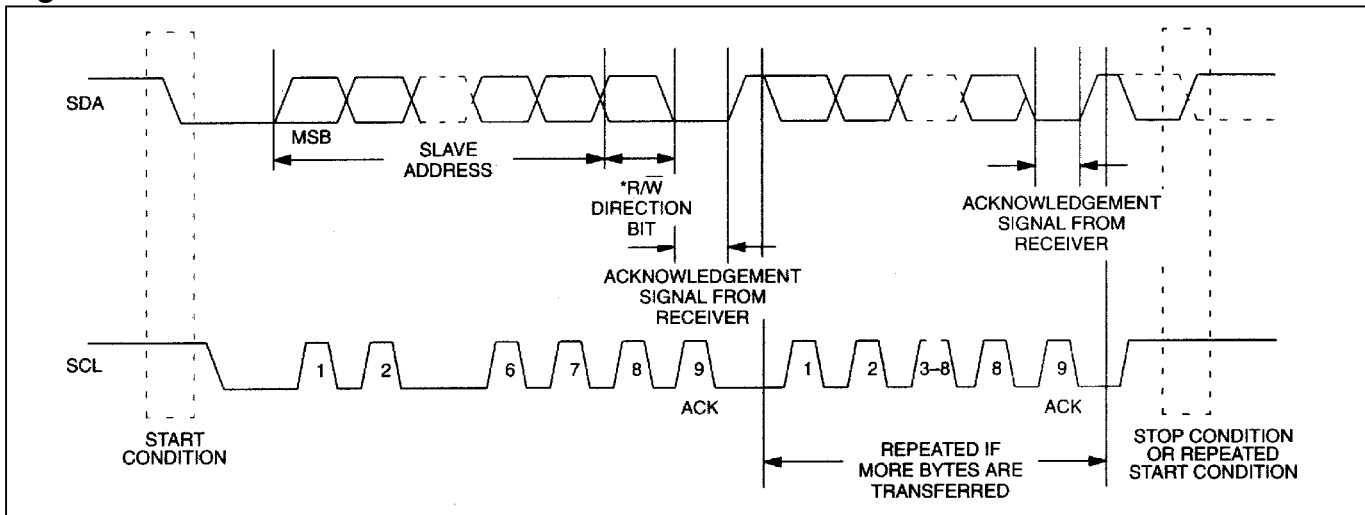 SDA
MSB
SLAVE
ADDRESS
*R/W̅
DIRECTION
BIT
ACKNOWLEDGEMENT
SIGNAL FROM
RECEIVER
ACKNOWLEDGEMENT
SIGNAL FROM
RECEIVER
SCL
1 2 6 7 8 9 1 2 3–8 8 9
ACK
ACK
START
CONDITION
REPEATED IF
MORE BYTES ARE
TRANSFERRED
STOP CONDITION
OR REPEATED
START CONDITION